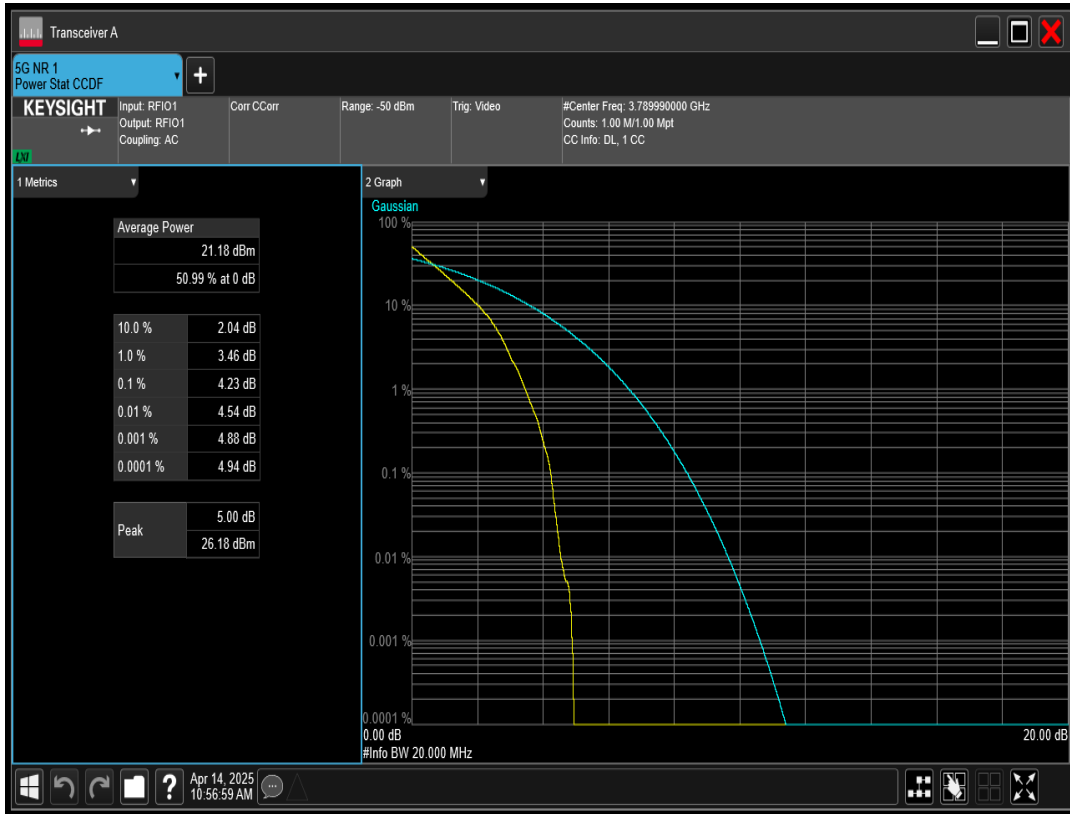 Transceiver A
5G NR 1
Power Stat CCDF
+
KEYSIGHT
LXI
Input: RFIO1
Output: RFIO1
Coupling: AC
Corr CCorr
Range: -50 dBm
Trig: Video
#Center Freq: 3.789990000 GHz
Counts: 1.00 M/1.00 Mpt
CC Info: DL, 1 CC
1 Metrics
Average Power
21.18 dBm
50.99 % at 0 dB
10.0 % 2.04 dB
1.0 % 3.46 dB
0.1 % 4.23 dB
0.01 % 4.54 dB
0.001 % 4.88 dB
0.0001 % 4.94 dB
Peak
5.00 dB
26.18 dBm
2 Graph
Gaussian
100 %
10 %
1 %
0.1 %
0.01 %
0.001 %
0.0001 %
0.00 dB 20.00 dB
#Info BW 20.000 MHz
?
Apr 14, 2025
10:56:59 AM